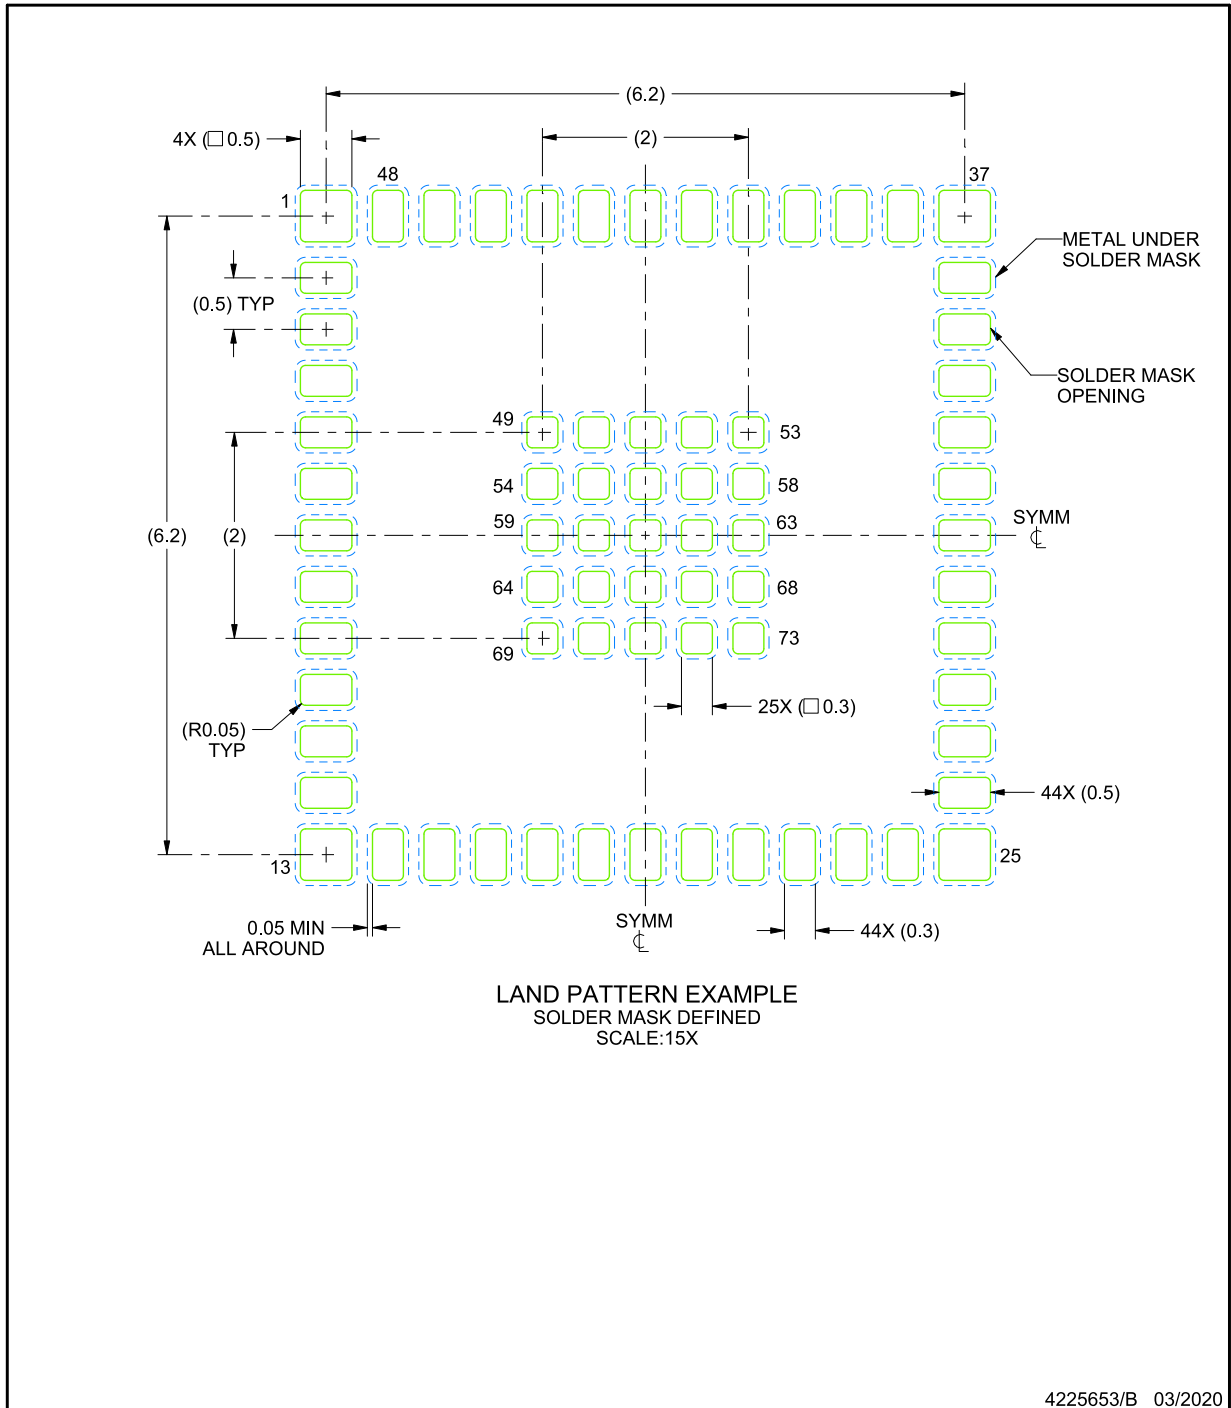 (6.2)
4X (□ 0.5)
(2)
48
37
1
METAL UNDER
SOLDER MASK
(0.5) TYP
SOLDER MASK
OPENING
49
53
54
58
59
63
SYMM
℄
(6.2)
(2)
64
68
69
73
25X (□ 0.3)
(R0.05)
TYP
44X (0.5)
13
25
0.05 MIN
ALL AROUND
SYMM
℄
44X (0.3)
LAND PATTERN EXAMPLE
SOLDER MASK DEFINED
SCALE:15X
4225653/B 03/2020